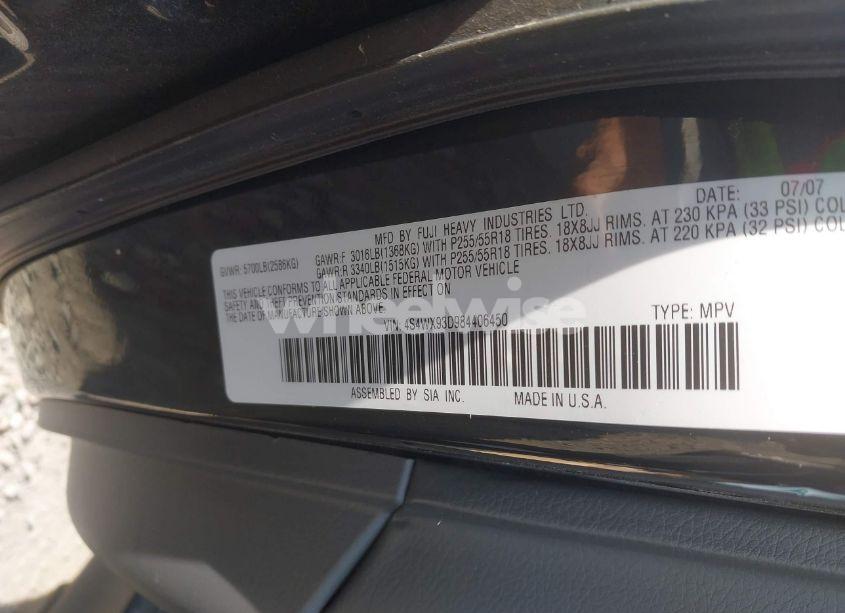 MFD BY FUJI HEAVY INDUSTRIES LTD. DATE: 07/07
GVWR: 5700LB(2586KG) GAWR:F 3016LB(1368KG) WITH P255/55R18 TIRES. 18X8JJ RIMS. AT 230 KPA (33 PSI) COL
GAWR:R 3340LB(1515KG) WITH P255/55R18 TIRES. 18X8JJ RIMS. AT 220 KPA (32 PSI) COL
THIS VEHICLE CONFORMS TO ALL APPLICABLE FEDERAL MOTOR VEHICLE
SAFETY AND THEFT PREVENTION STANDARDS IN EFFECT ON
THE DATE OF MANUFACTURE SHOWN ABOVE.
VIN: 4S4WX93D984406450 TYPE: MPV
ASSEMBLED BY SIA INC. MADE IN U.S.A.
wheelwise